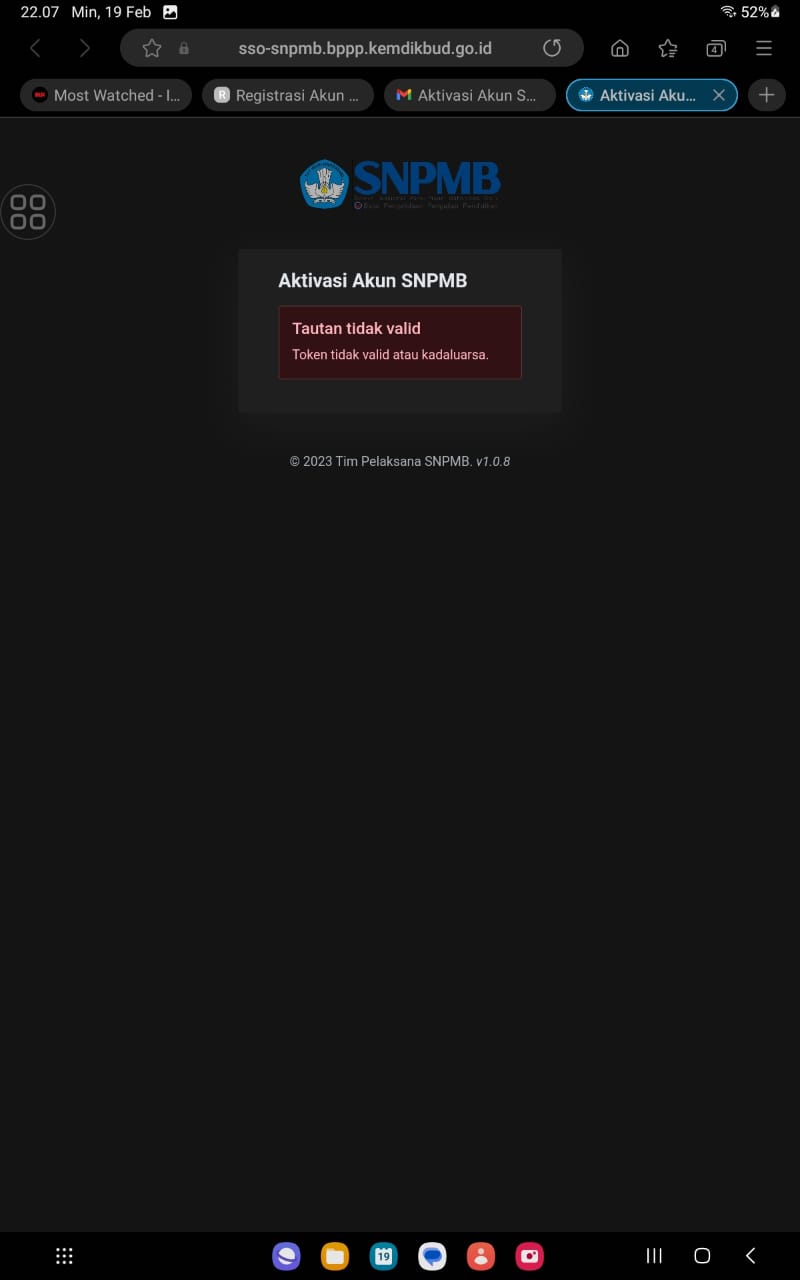 22.07 Min, 19 Feb
52%
sso-snpmb.bppp.kemdikbud.go.id
4
Most Watched - I...
Registrasi Akun ...
Aktivasi Akun S...
Aktivasi Aku...
SNPMB
Aktivasi Akun SNPMB
Tautan tidak valid
Token tidak valid atau kadaluarsa.
© 2023 Tim Pelaksana SNPMB. v1.0.8
19